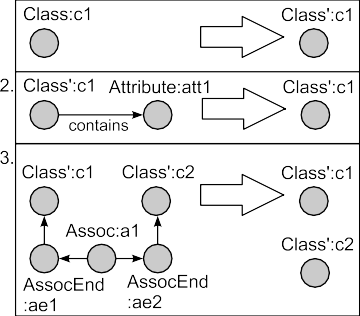 Class:c1 Class':c1
2. Class':c1 Attribute:att1 Class':c1
contains
3. Class':c1 Class':c2 Class':c1
Assoc:a1
Class':c2
AssocEnd AssocEnd
:ae1 :ae2